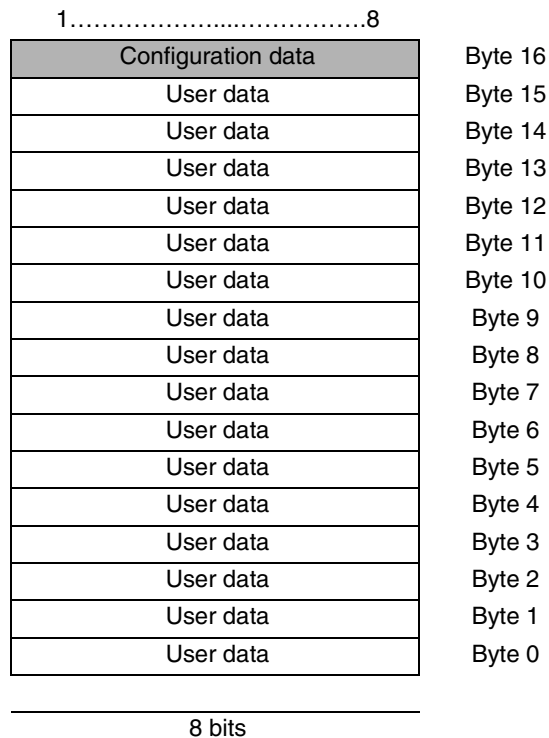 1………………....…………….8
Configuration data Byte 16
User data Byte 15
User data Byte 14
User data Byte 13
User data Byte 12
User data Byte 11
User data Byte 10
User data Byte 9
User data Byte 8
User data Byte 7
User data Byte 6
User data Byte 5
User data Byte 4
User data Byte 3
User data Byte 2
User data Byte 1
User data Byte 0
8 bits